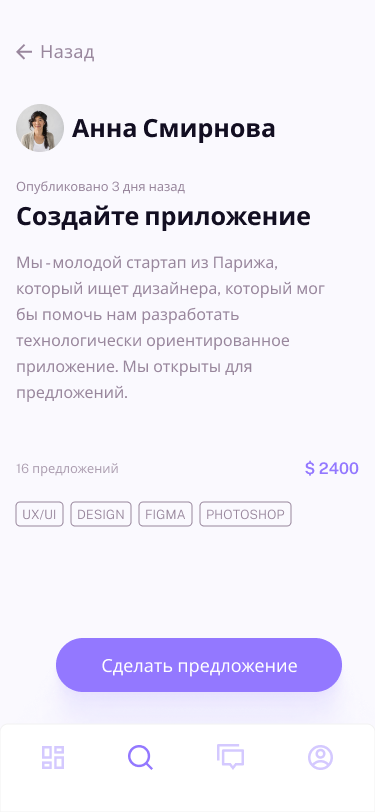 Назад
Анна Смирнова
Опубликовано 3 дня назад
Создайте приложение
Мы - молодой стартап из Парижа,
который ищет дизайнера, который мог
бы помочь нам разработать
технологически ориентированное
приложение. Мы открыты для
предложений.
16 предложений
$ 2400
UX/UI DESIGN FIGMA PHOTOSHOP
Сделать предложение